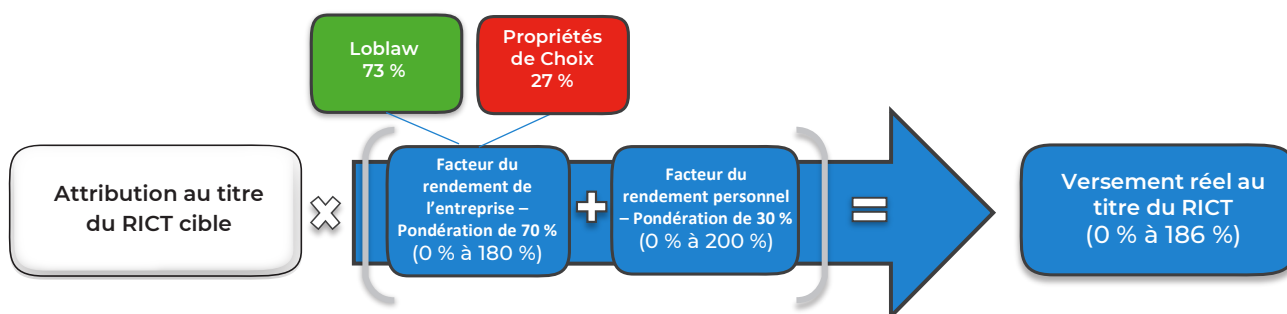 Loblaw
73 %
Propriétés
de Choix
27 %
Attribution au titre
du RICT cible
×
(
Facteur du
rendement de
l'entreprise –
Pondération de 70 %
(0 % à 180 %)
+
Facteur du
rendement personnel
– Pondération de 30 %
(0 % à 200 %)
)
=
Versement réel au
titre du RICT
(0 % à 186 %)